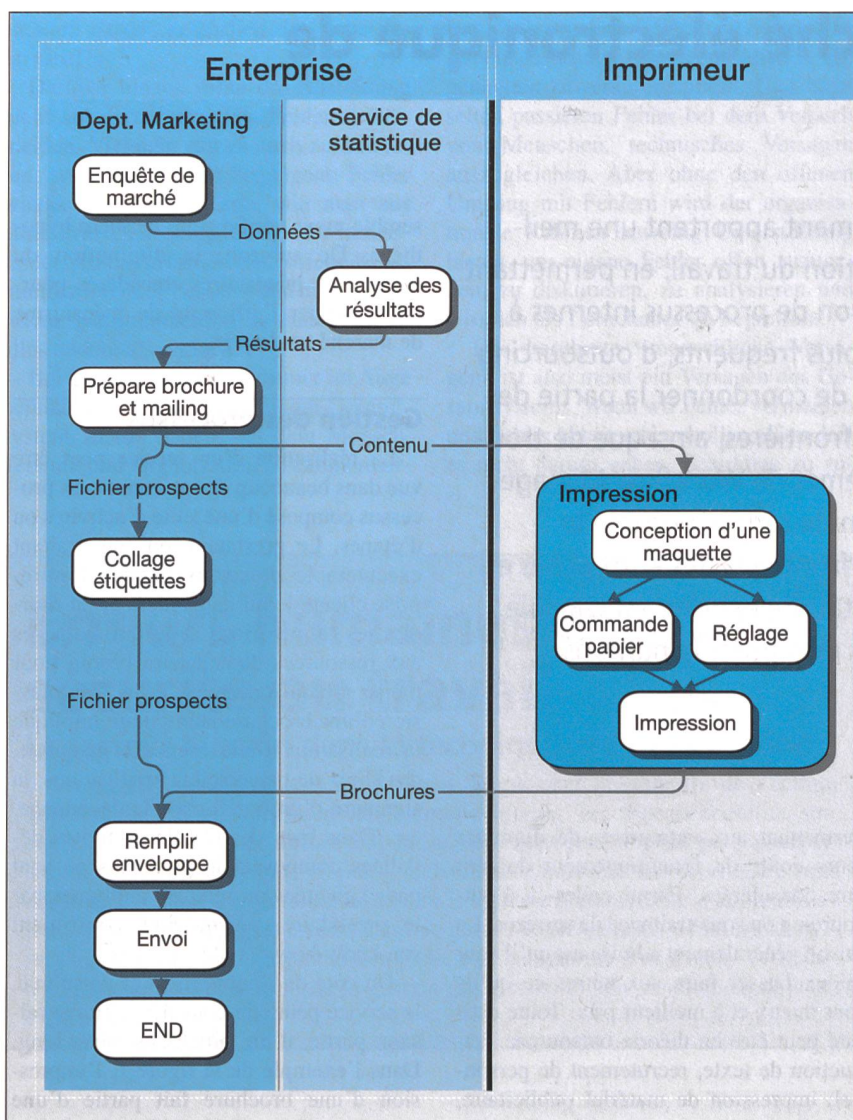 Enterprise
Imprimeur
Dept. Marketing
Service de
statistique
Enquête de
marché
Données
Analyse des
résultats
Résultats
Prépare brochure
et mailing
Contenu
Fichier prospects
Impression
Conception d'une
maquette
Collage
étiquettes
Commande
papier
Réglage
Fichier prospects
Impression
Brochures
Remplir
enveloppe
Envoi
END